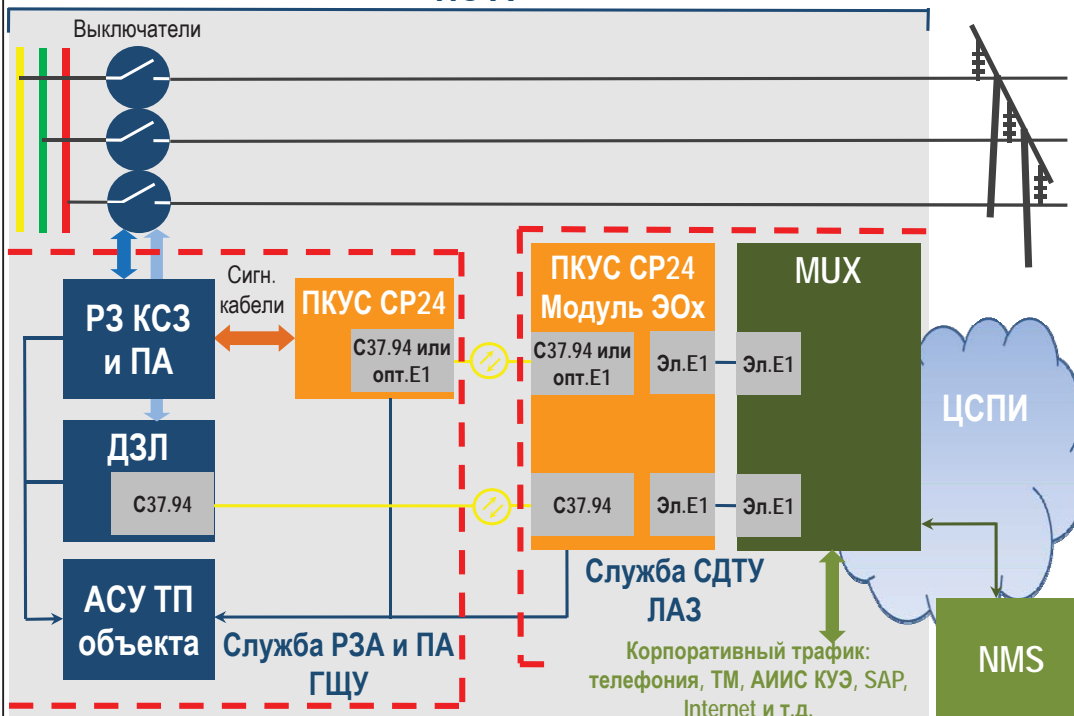 Выключатели
Сигн.
кабели
РЗ КСЗ
и ПА
ПКУС СР24
С37.94 или
опт.Е1
ПКУС СР24
Модуль ЭОх
С37.94 или
опт.Е1
Эл.Е1
MUX
Эл.Е1
ЦСПИ
ДЗЛ
С37.94
С37.94
Эл.Е1
Эл.Е1
АСУ ТП
объекта
Служба РЗА и ПА
ГЩУ
Служба СДТУ
ЛАЗ
Корпоративный трафик:
телефония, ТМ, АИИС КУЭ, SAP,
Internet и т.д.
NMS